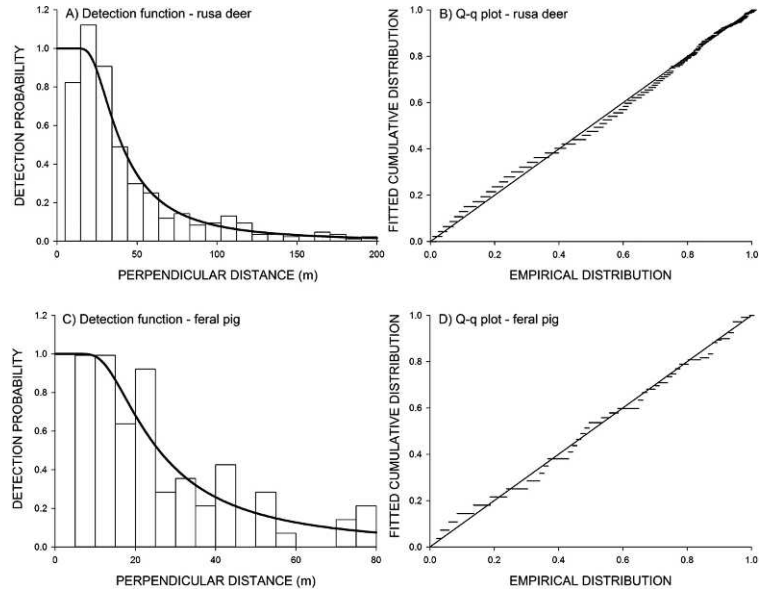 A) Detection function - rusa deer
DETECTION PROBABILITY
1.2
1.0
0.8
0.6
0.4
0.2
0.0
0 50 100 150 200
PERPENDICULAR DISTANCE (m)
B) Q-q plot - rusa deer
FITTED CUMULATIVE DISTRIBUTION
1.0
0.8
0.6
0.4
0.2
0.0
0.0 0.2 0.4 0.6 0.8 1.0
EMPIRICAL DISTRIBUTION
C) Detection function - feral pig
DETECTION PROBABILITY
1.2
1.0
0.8
0.6
0.4
0.2
0.0
0 20 40 60 80
PERPENDICULAR DISTANCE (m)
D) Q-q plot - feral pig
FITTED CUMULATIVE DISTRIBUTION
1.0
0.8
0.6
0.4
0.2
0.0
0.0 0.2 0.4 0.6 0.8 1.0
EMPIRICAL DISTRIBUTION